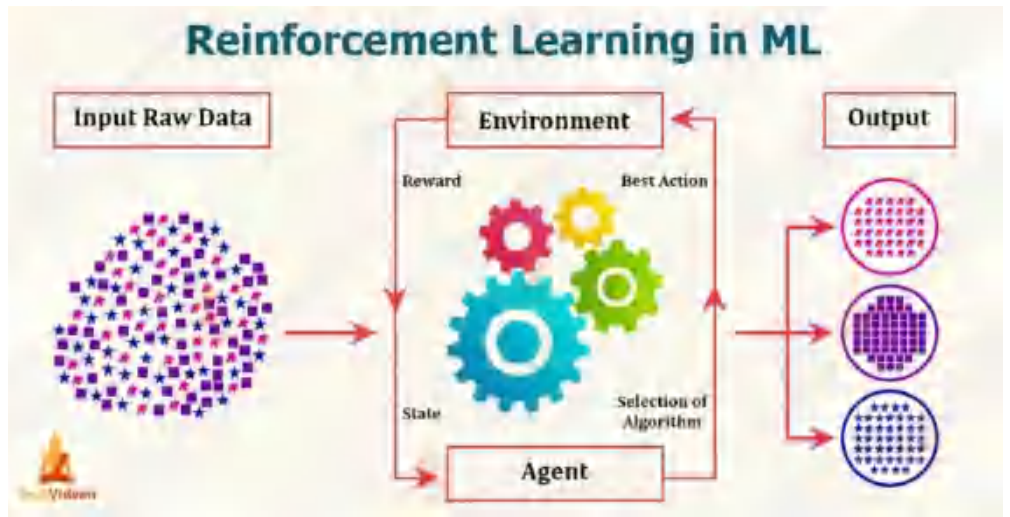 Reinforcement Learning in ML
Input Raw Data
Environment
Output
Reward
Best Action
State
Selection of
Algorithm
Agent